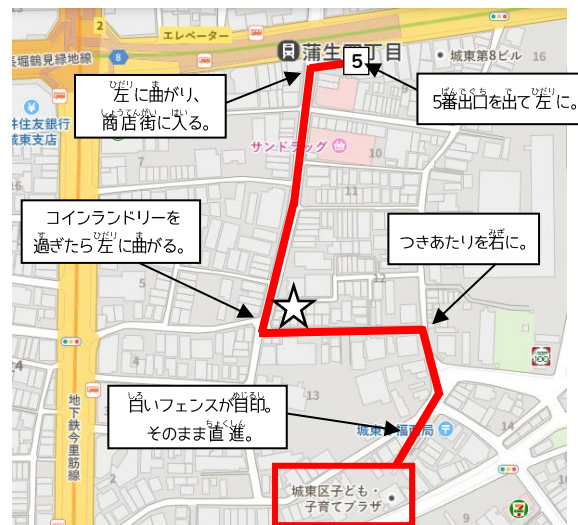 2
エレベーター
長堀鶴見緑地線
8
蒲生四丁目
5
城東第8ビル
16
左に曲がり、
商店街に入る。
5番出口を出て左に。
城東支店
サンドラッグ
7
10
11
コインランドリーを
過ぎたら左に曲がる。
つきあたりを右に。
5
12
13
白いフェンスが目印。
そのまま直進。
14
地下鉄今里筋線
城東区子ども・
子育てプラザ
9